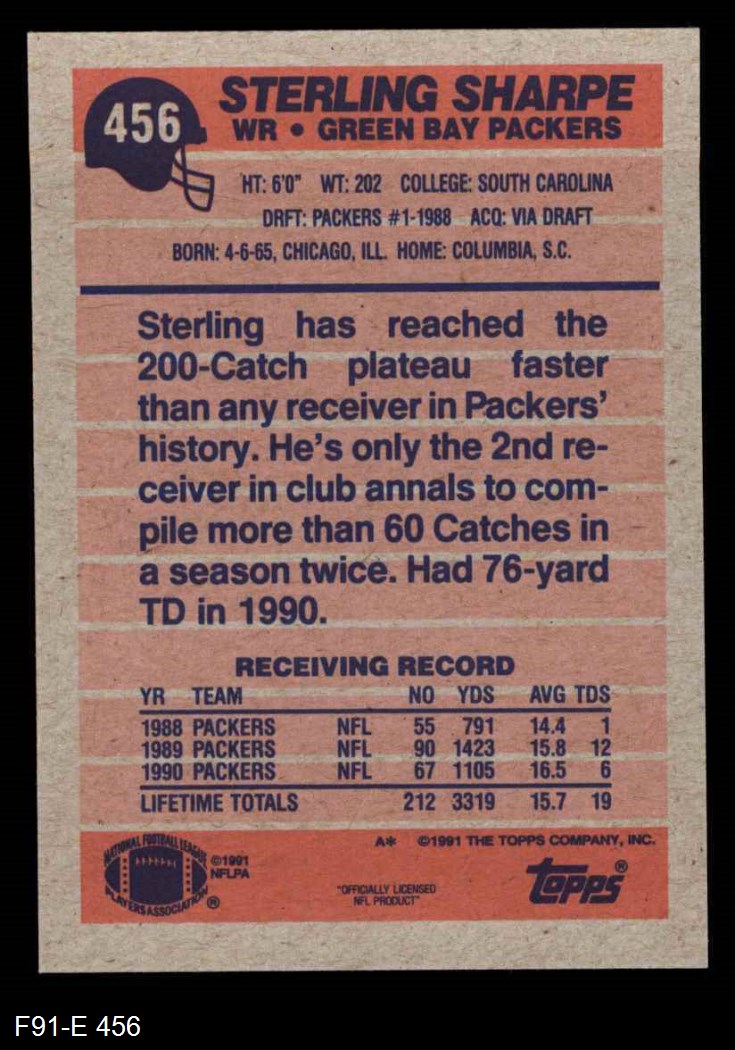 456
STERLING SHARPE
WR • GREEN BAY PACKERS
HT: 6'0" WT: 202 COLLEGE: SOUTH CAROLINA
DRFT: PACKERS #1-1988 ACQ: VIA DRAFT
BORN: 4-6-65, CHICAGO, ILL. HOME: COLUMBIA, S.C.
Sterling has reached the
200-Catch plateau faster
than any receiver in Packers'
history. He's only the 2nd re-
ceiver in club annals to com-
pile more than 60 Catches in
a season twice. Had 76-yard
TD in 1990.
RECEIVING RECORD
YR TEAM NO YDS AVG TDS
1988 PACKERS NFL 55 791 14.4 1
1989 PACKERS NFL 90 1423 15.8 12
1990 PACKERS NFL 67 1105 16.5 6
LIFETIME TOTALS 212 3319 15.7 19
NATIONAL FOOTBALL LEAGUE
PLAYERS ASSOCIATION ®
©1991
NFLPA
A* ©1991 THE TOPPS COMPANY, INC.
"OFFICIALLY LICENSED
NFL PRODUCT"
topps®
F91-E 456